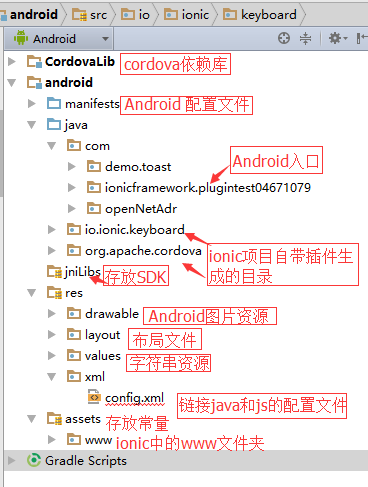 android src io ionic keyboard
Android
CordovaLib cordova依赖库
android
manifests Android 配置文件
java
com
demo.toast
Android入口
ionicframework.plugintest04671079
openNetAdr
io.ionic.keyboard
ionic项目自带插件生
org.apache.cordova
成的目录
jniLibs 存放SDK
res
drawable Android图片资源
layout 布局文件
values 字符串资源
xml
config.xml
链接java和js的配置文件
assets 存放常量
www ionic中的www文件夹
Gradle Scripts